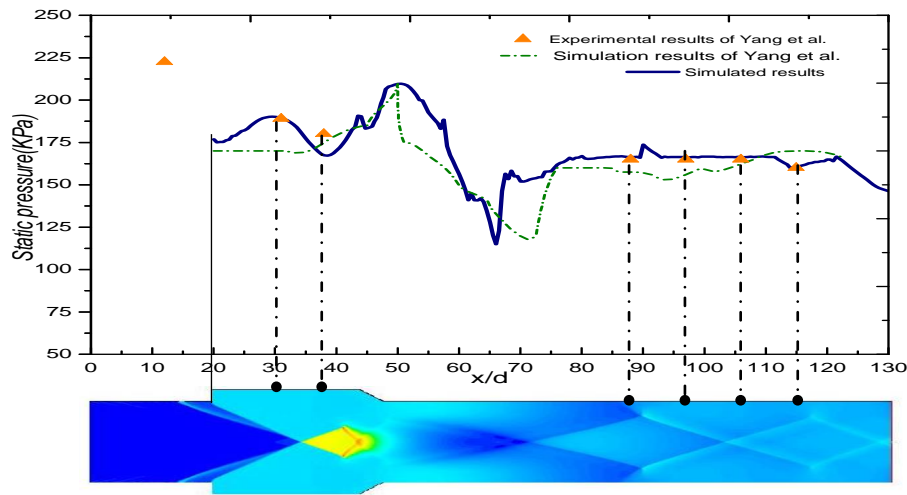 250
225
200
175
150
125
100
75
50
Static pressure(KPa)
Experimental results of Yang et al.
Simulation results of Yang et al.
Simulated results
0 10 20 30 40 50 60 70 80 90 100 110 120 130
x/d